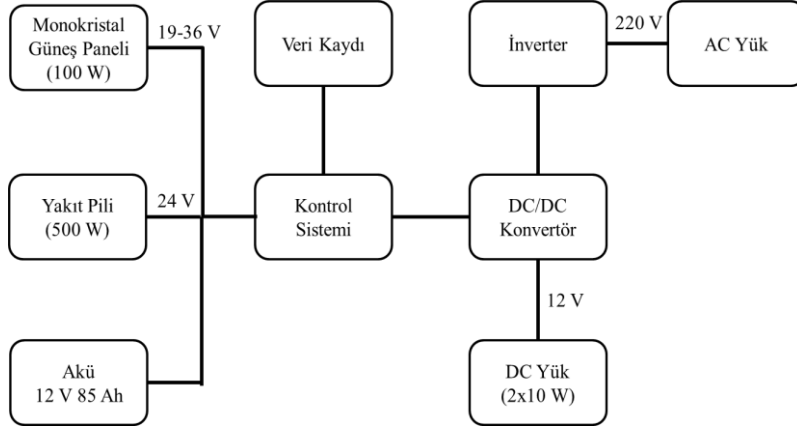 Monokristal
Güneş Paneli
(100 W)
19-36 V
Veri Kaydı
İnverter
220 V
AC Yük
Yakıt Pili
(500 W)
24 V
Kontrol
Sistemi
DC/DC
Konvertör
12 V
Akü
12 V 85 Ah
DC Yük
(2x10 W)